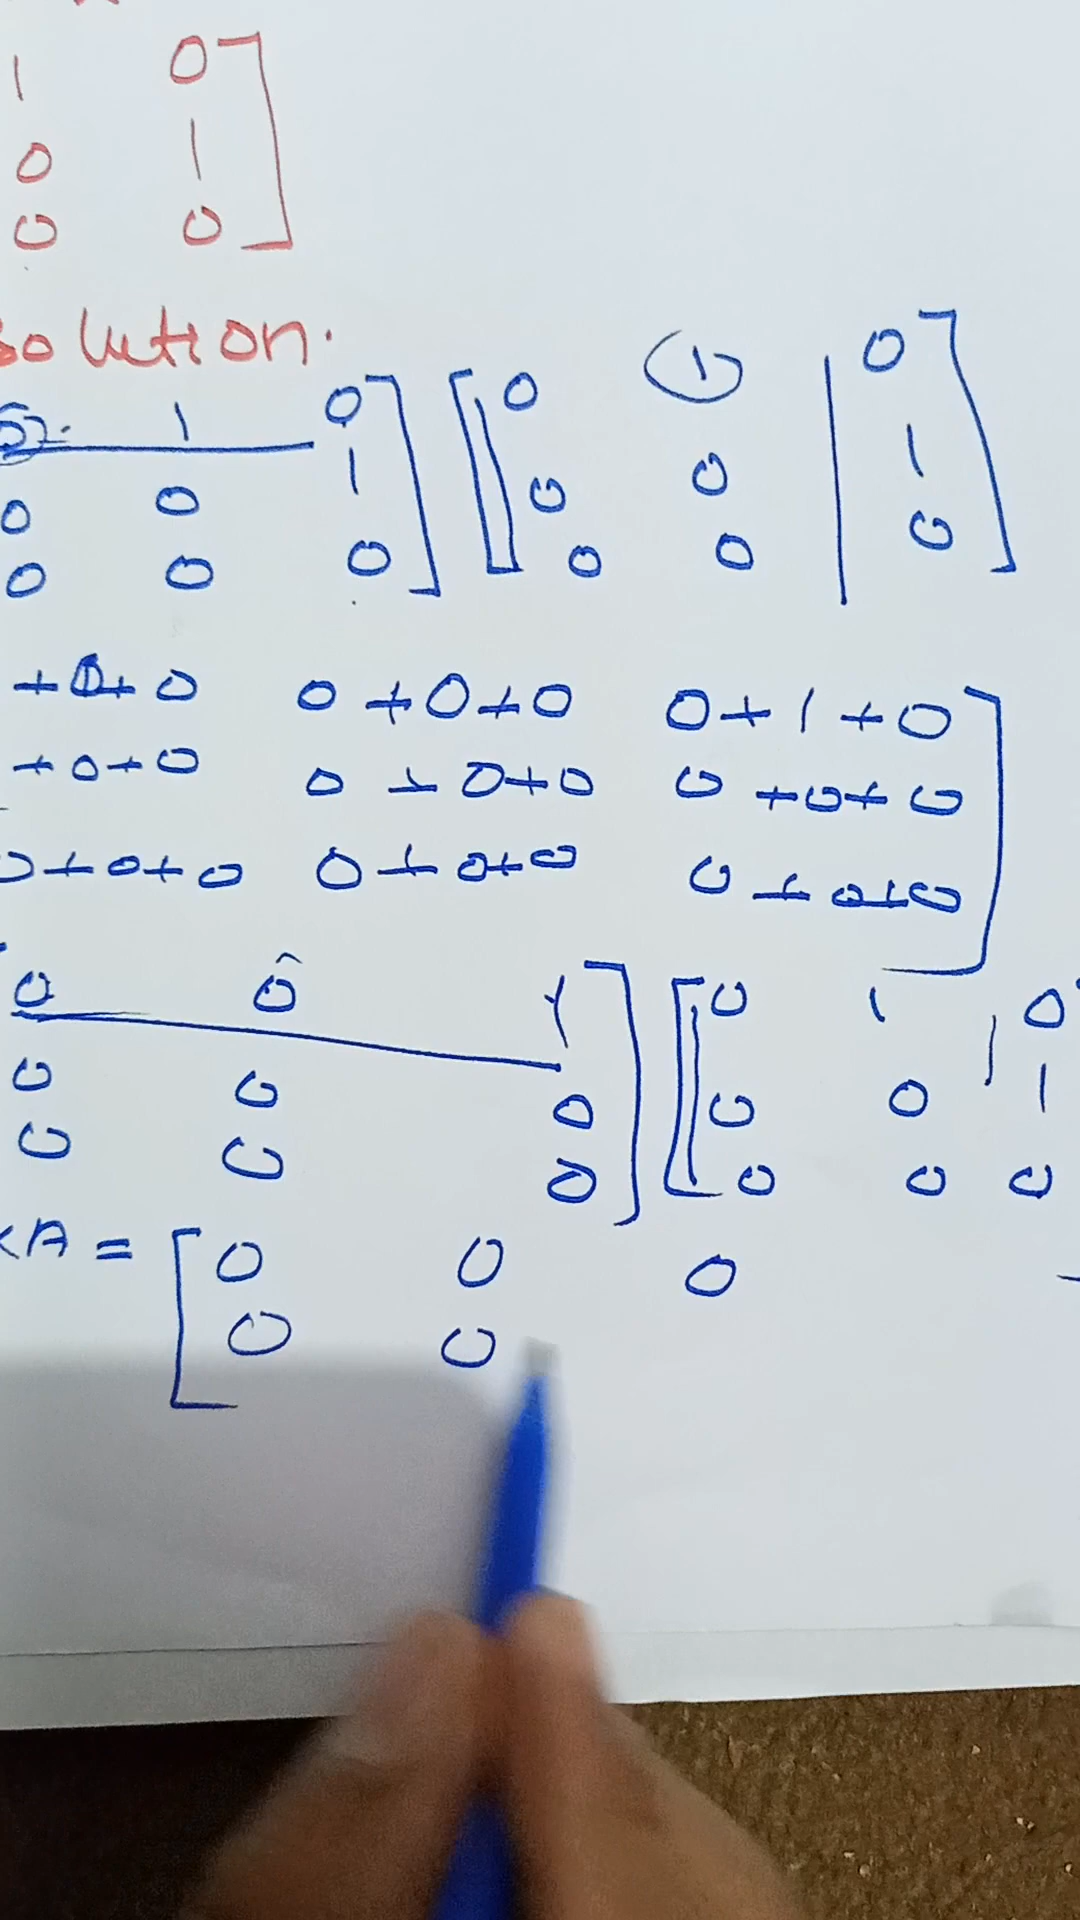 1 0
0 1
0 0
solution.
1 0 0 1 0
0 0 1 0 0 1
0 0 0 0 0 0
+0+0 0+0+0 0+1+0
+0+0 0+0+0 0+0+0
0+0+0 0+0+0 0+0+0
0 0 1 0 1 0
0 0 0 0 0 1
0 0 0 0 0 0
A = 0 0 0
0 0